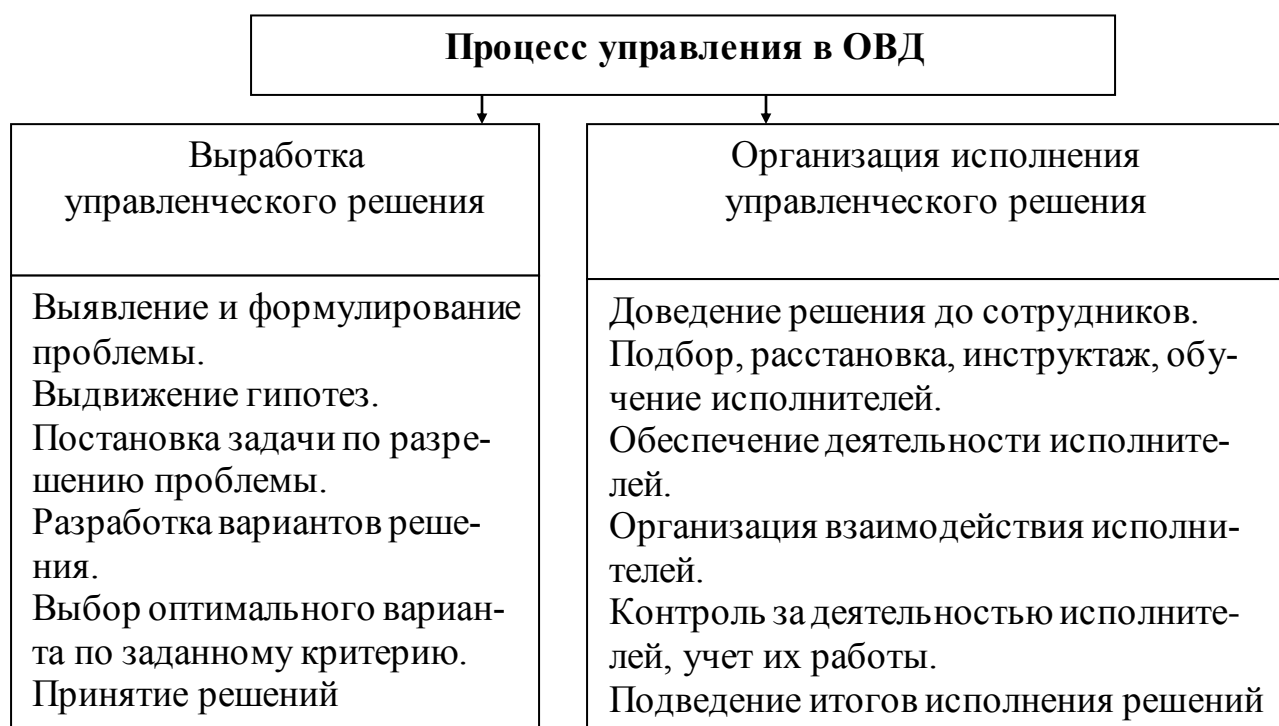 Процесс управления в ОВД
Выработка
управленческого решения
Выявление и формулирование
проблемы.
Выдвижение гипотез.
Постановка задачи по разре-
шению проблемы.
Разработка вариантов реше-
ния.
Выбор оптимального вариан-
та по заданному критерию.
Принятие решений
Организация исполнения
управленческого решения
Доведение решения до сотрудников.
Подбор, расстановка, инструктаж, обу-
чение исполнителей.
Обеспечение деятельности исполните-
лей.
Организация взаимодействия исполни-
телей.
Контроль за деятельностью исполните-
лей, учет их работы.
Подведение итогов исполнения решений